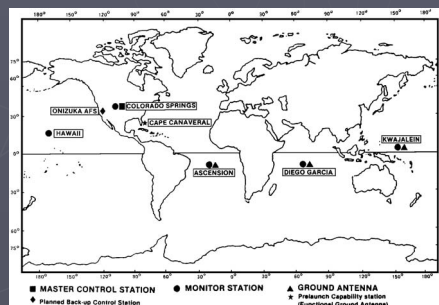 180° 150° 120° 90° 60° 30° 0° 30° 60° 90° 120° 150° 180°
75°
60°
ONIZUKA AFS
COLORADO SPRINGS
30°
HAWAII
CAPE CANAVERAL
KWAJALEIN
0°
ASCENSION
DIEGO GARCIA
30°
60°
75°
180° 150° 120° 90° 60° 30° 0° 30° 60° 90° 120° 150° 180°
MASTER CONTROL STATION MONITOR STATION GROUND ANTENNA
Planned Back-up Control Station Prelaunch Capability station
(Functional Ground Antenna)